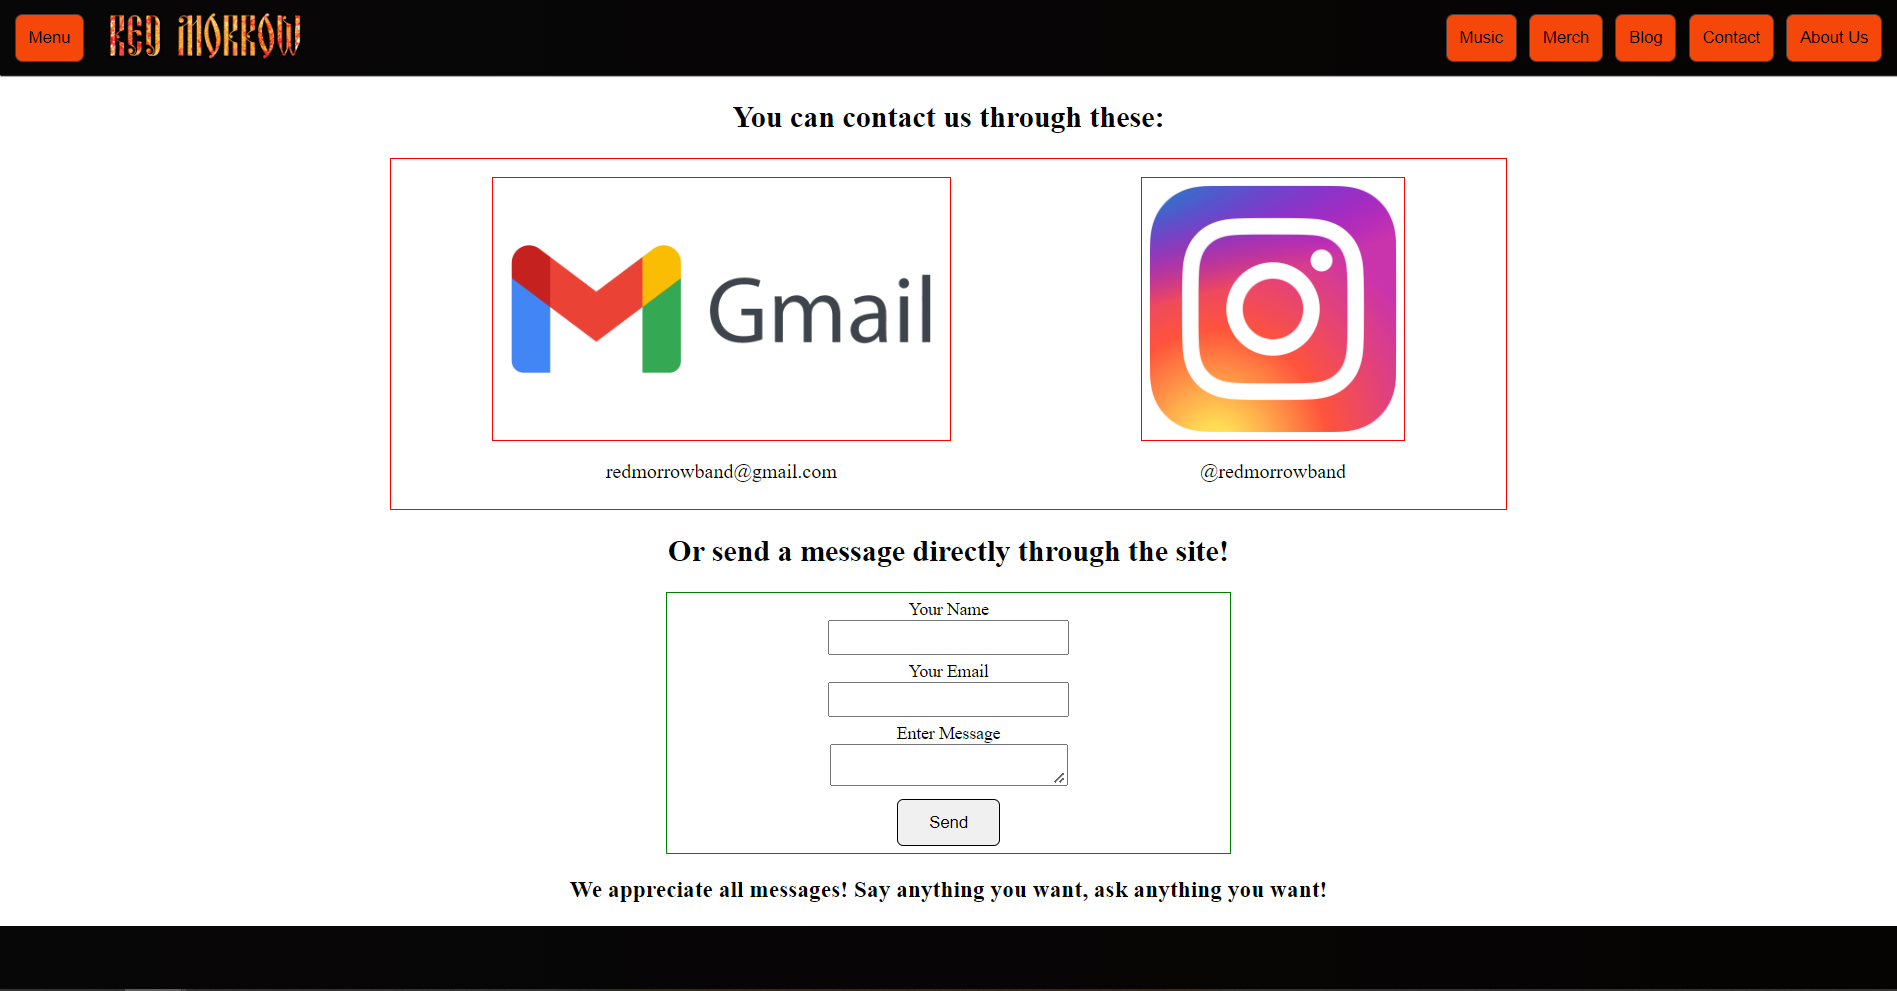 Menu
RED MORROW
Music
Merch
Blog
Contact
About Us
You can contact us through these:
Gmail
redmorrowband@gmail.com
@redmorrowband
Or send a message directly through the site!
Your Name
Your Email
Enter Message
Send
We appreciate all messages! Say anything you want, ask anything you want!